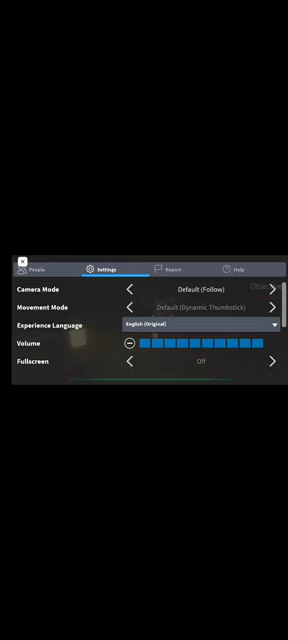 People Settings Report Help
Camera Mode Default (Follow)
Movement Mode Default (Dynamic Thumbstick)
Experience Language English (Original)
Volume
Fullscreen Off